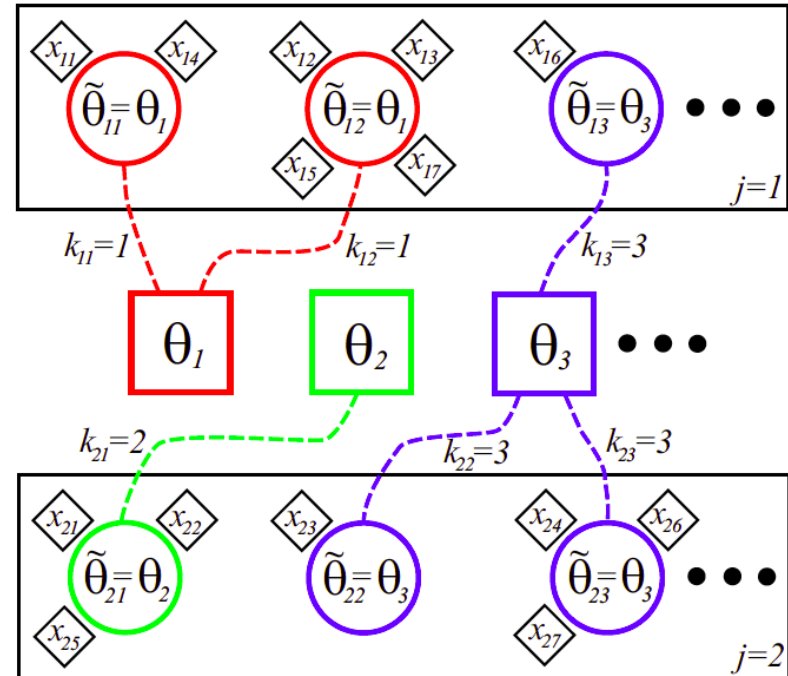 x₁₁ x₁₄ x₁₂ x₁₃ x₁₆
θ̃₁₁=θ₁ θ̃₁₂=θ₁ θ̃₁₃=θ₃
x₁₅ x₁₇
j=1
k₁₁=1 k₁₂=1 k₁₃=3
θ₁ θ₂ θ₃
k₂₁=2 k₂₂=3 k₂₃=3
x₂₁ x₂₂ x₂₃ x₂₄ x₂₆
θ̃₂₁=θ₂ θ̃₂₂=θ₃ θ̃₂₃=θ₃
x₂₅ x₂₇
j=2